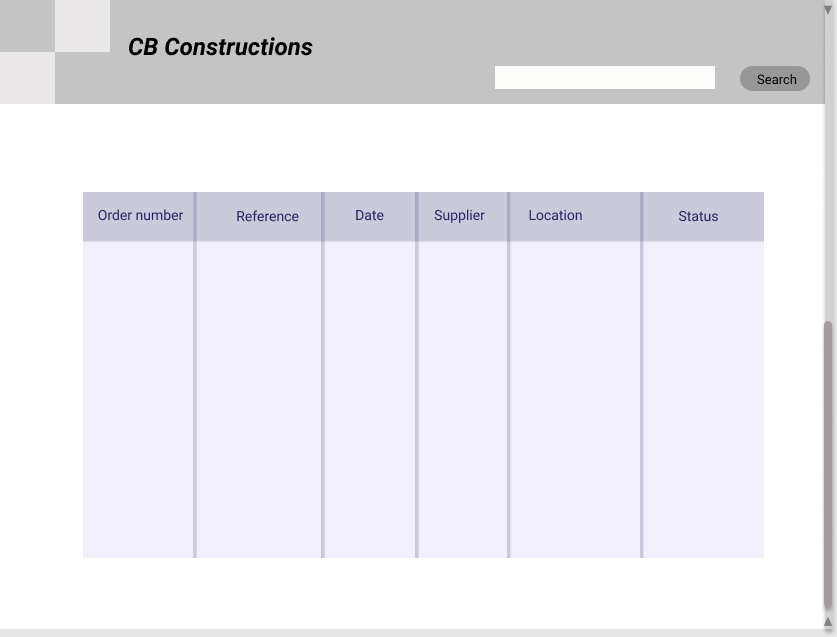 CB Constructions
Search
Order number Reference Date Supplier Location Status